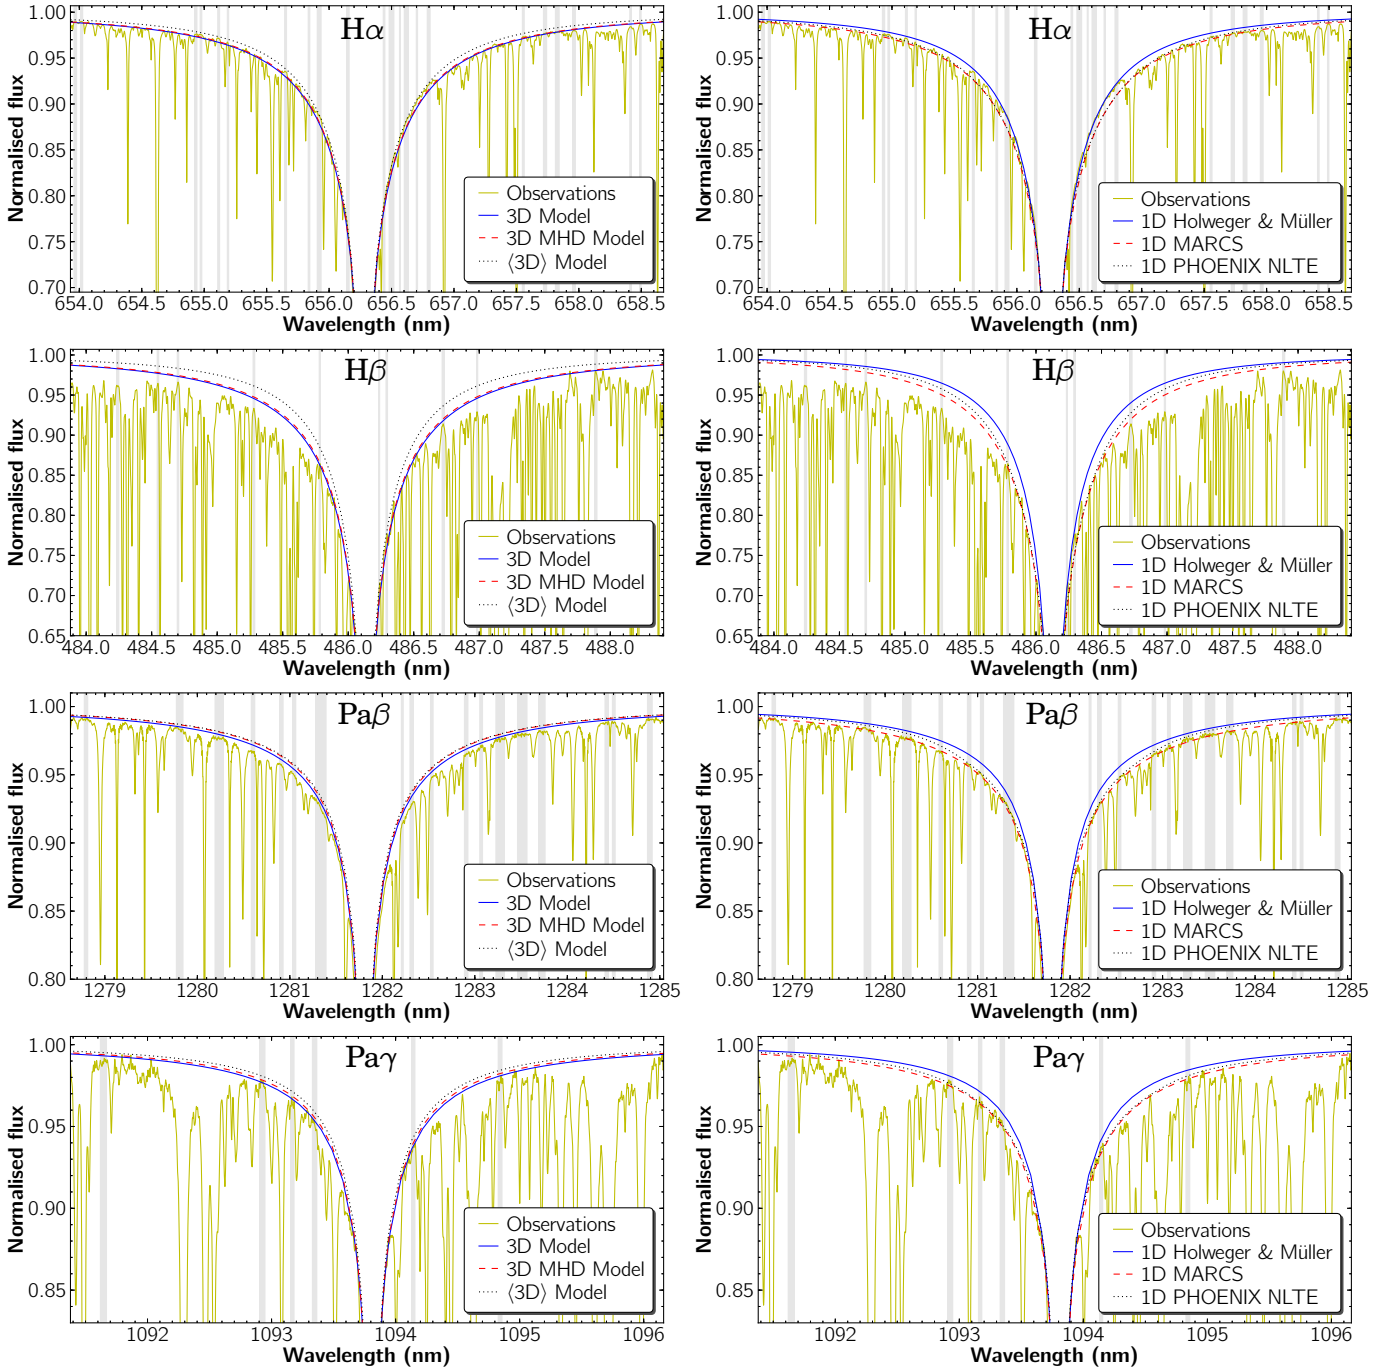 Hα
Normalised flux
1.00
0.95
0.90
0.85
0.80
0.75
0.70
Observations
3D Model
3D MHD Model
⟨3D⟩ Model
654.0 654.5 655.0 655.5 656.0 656.5 657.0 657.5 658.0 658.5
Wavelength (nm)
Hα
Normalised flux
1.00
0.95
0.90
0.85
0.80
0.75
0.70
Observations
1D Holweger & Müller
1D MARCS
1D PHOENIX NLTE
654.0 654.5 655.0 655.5 656.0 656.5 657.0 657.5 658.0 658.5
Wavelength (nm)
Hβ
Normalised flux
1.00
0.95
0.90
0.85
0.80
0.75
0.70
0.65
Observations
3D Model
3D MHD Model
⟨3D⟩ Model
484.0 484.5 485.0 485.5 486.0 486.5 487.0 487.5 488.0
Wavelength (nm)
Hβ
Normalised flux
1.00
0.95
0.90
0.85
0.80
0.75
0.70
0.65
Observations
1D Holweger & Müller
1D MARCS
1D PHOENIX NLTE
484.0 484.5 485.0 485.5 486.0 486.5 487.0 487.5 488.0
Wavelength (nm)
Paβ
Normalised flux
1.00
0.95
0.90
0.85
0.80
Observations
3D Model
3D MHD Model
⟨3D⟩ Model
1279 1280 1281 1282 1283 1284 1285
Wavelength (nm)
Paβ
Normalised flux
1.00
0.95
0.90
0.85
0.80
Observations
1D Holweger & Müller
1D MARCS
1D PHOENIX NLTE
1279 1280 1281 1282 1283 1284 1285
Wavelength (nm)
Paγ
Normalised flux
1.00
0.95
0.90
0.85
Observations
3D Model
3D MHD Model
⟨3D⟩ Model
1092 1093 1094 1095 1096
Wavelength (nm)
Paγ
Normalised flux
1.00
0.95
0.90
0.85
Observations
1D Holweger & Müller
1D MARCS
1D PHOENIX NLTE
1092 1093 1094 1095 1096
Wavelength (nm)